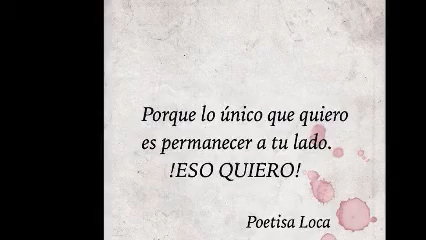 Porque lo único que quiero
es permanecer a tu lado.
!ESO QUIERO!
Poetisa Loca